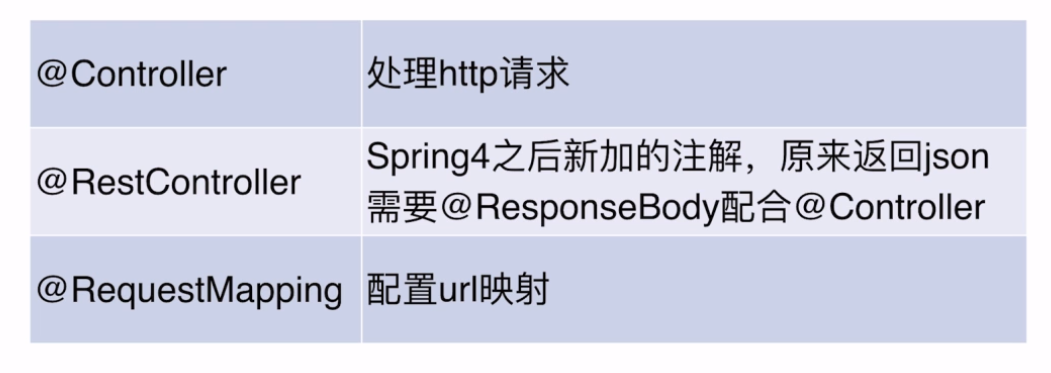 @Controller
处理http请求
@RestController
Spring4之后新加的注解，原来返回json
需要@ResponseBody配合@Controller
@RequestMapping
配置url映射